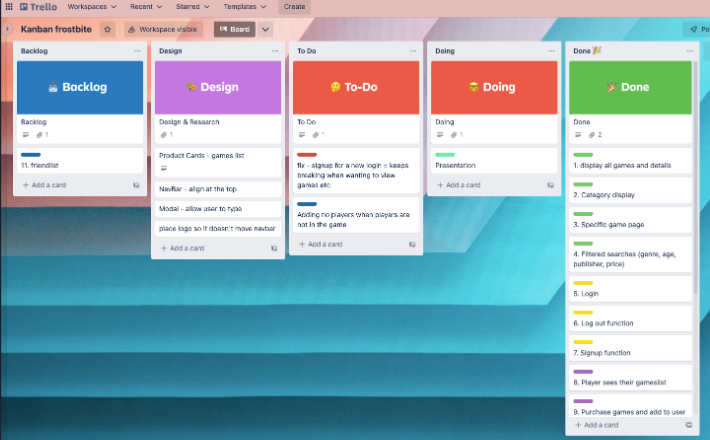 Trello Workspaces Recent Starred Templates Create
Kanban frostbite Workspace visible Board
Backlog
Backlog
Backlog
1
11. friendlist
+ Add a card
Design
Design
Design & Research
1
Product Cards - games list
NavBar - align at the top
Modal - allow user to type
place logo so it doesn't move navbar
+ Add a card
To Do
To-Do
To Do
1
fix - signup for a new login = keeps
breaking when wanting to view
games etc
Adding no players when players are
not in the game
+ Add a card
Doing
Doing
Doing
1
Presentation
+ Add a card
Done
Done
Done
2
1. display all games and details
2. Category display
3. Specific game page
4. Filtered searches (genre, age,
publisher, price)
5. Login
6. Log out function
7. Signup function
8. Player sees their gameslist
9. Purchase games and add to user
+ Add a card